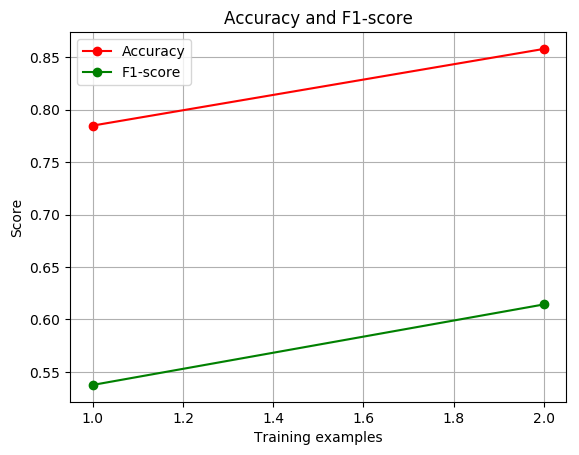 Accuracy and F1-score
Accuracy
F1-score
0.85
0.80
0.75
0.70
0.65
0.60
0.55
Score
1.0 1.2 1.4 1.6 1.8 2.0
Training examples